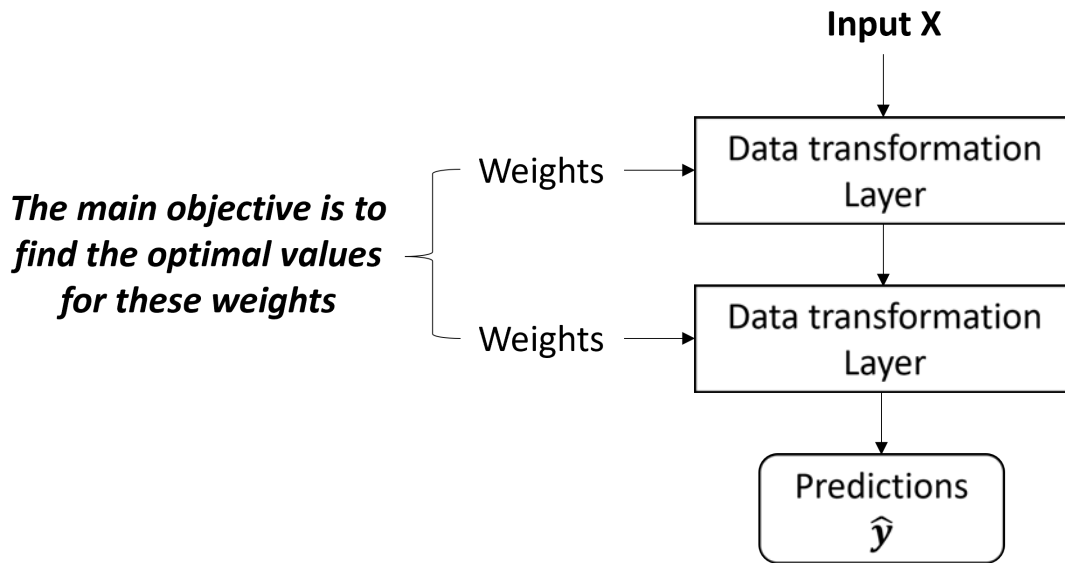 Input X
Data transformation
Layer
Weights
The main objective is to
find the optimal values
for these weights
Data transformation
Layer
Weights
Predictions
ŷ